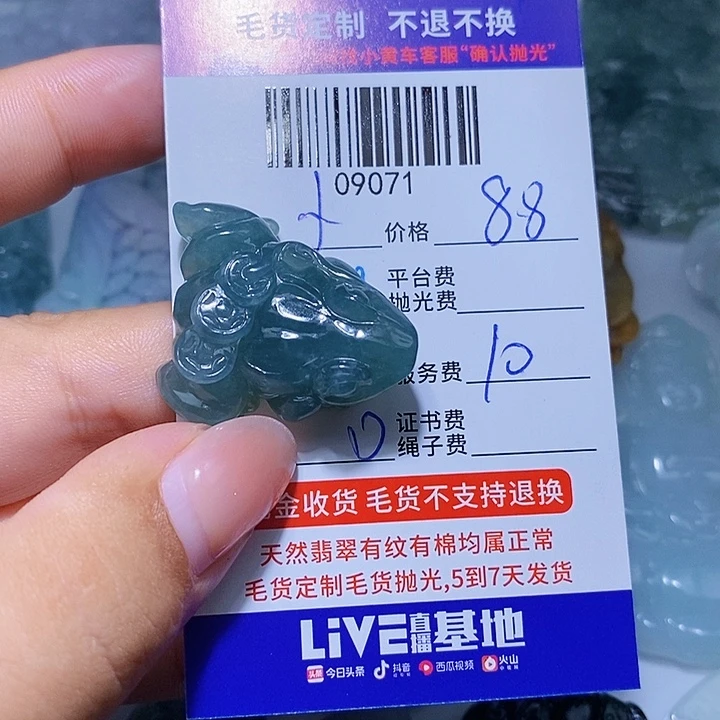 毛货定制 不退不换
小黄车客服“确认抛光”
09071
价格 88
平台费
抛光费
服务费 10
证书费
绳子费
金收货 毛货不支持退换
天然翡翠有纹有棉均属正常
毛货定制毛货抛光,5到7天发货
LiVE直播基地
头条 今日头条 抖音 西瓜视频 火山